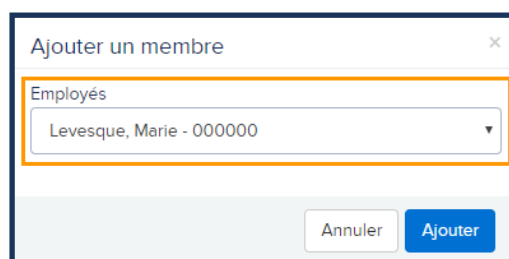 Ajouter un membre ×
Employés
Levesque, Marie - 000000
Annuler Ajouter